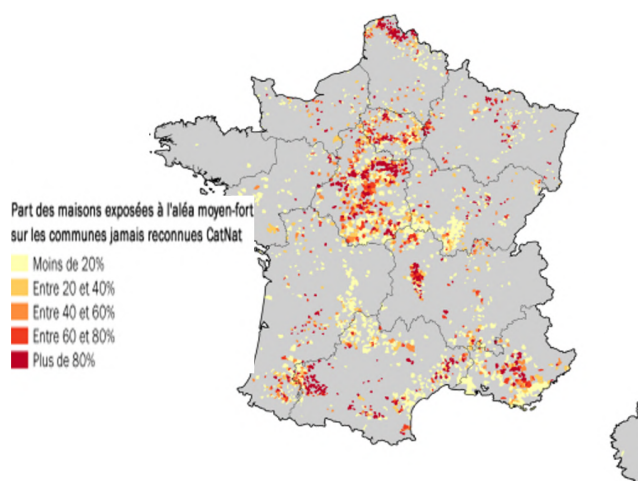 Part des maisons exposées à l'aléa moyen-fort
sur les communes jamais reconnues CatNat
Moins de 20%
Entre 20 et 40%
Entre 40 et 60%
Entre 60 et 80%
Plus de 80%